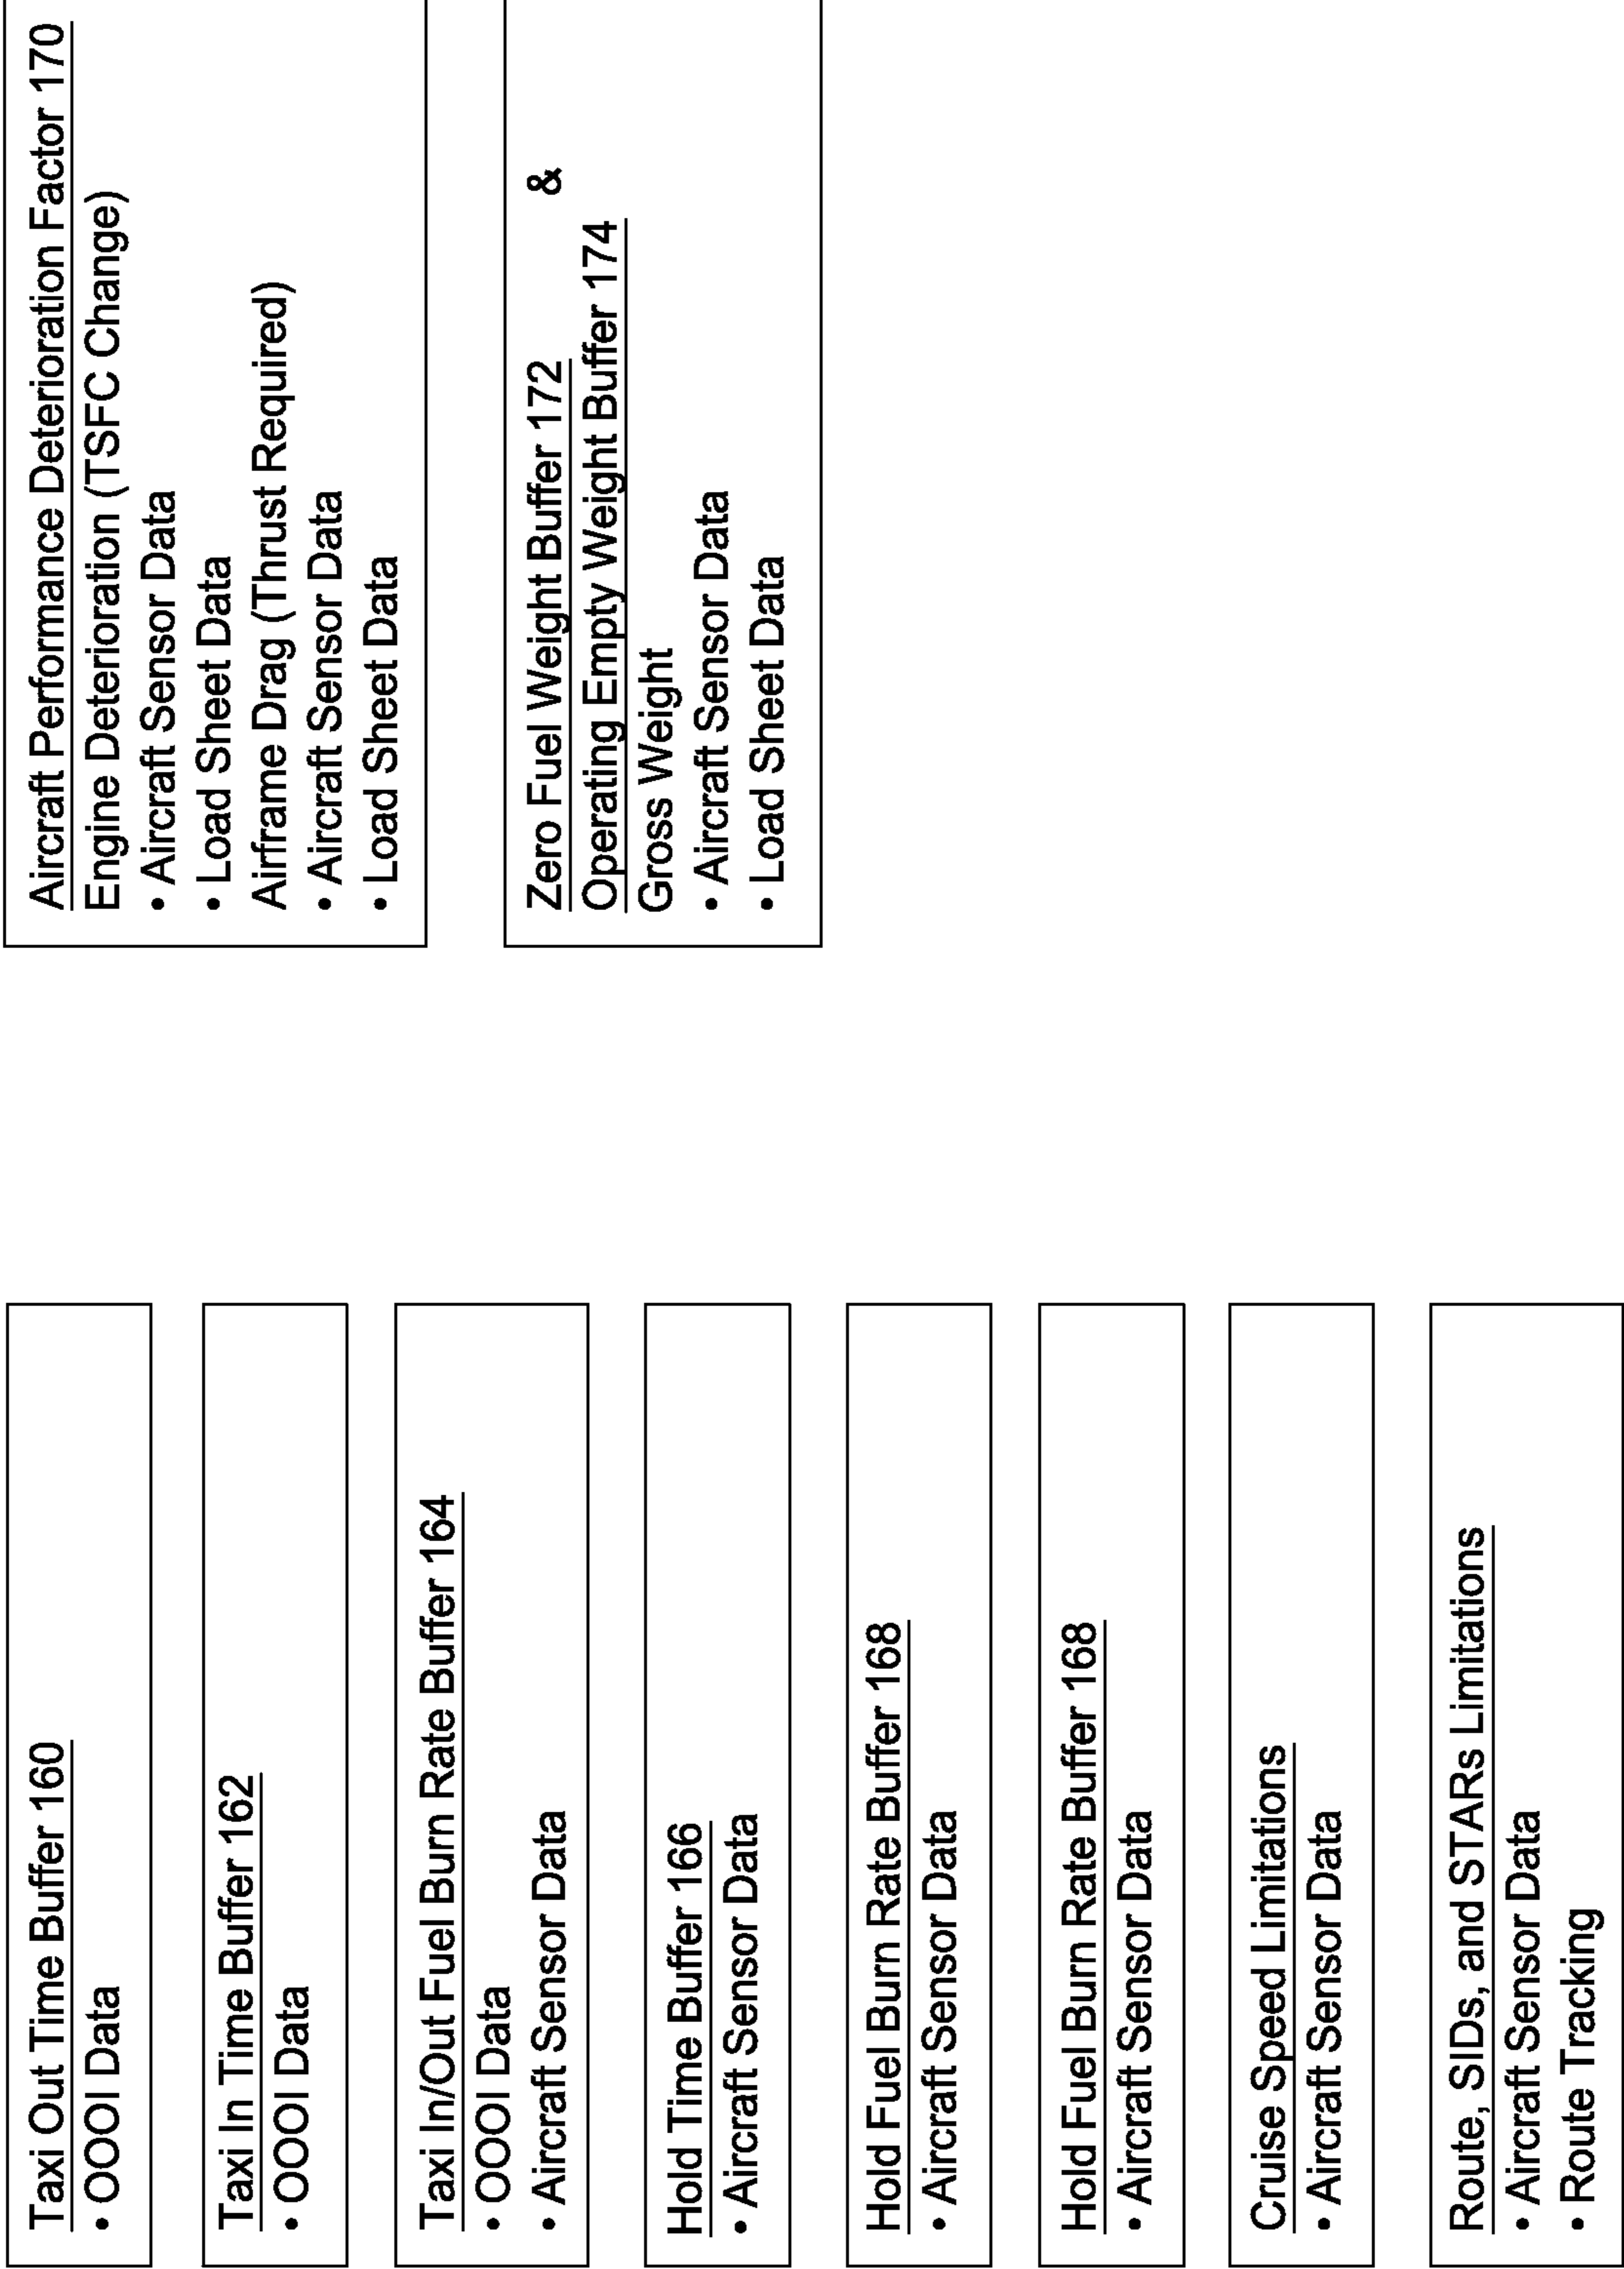 Taxi Out Time Buffer 160
• OOOI Data
Taxi In Time Buffer 162
• OOOI Data
Taxi In/Out Fuel Burn Rate Buffer 164
• OOOI Data
• Aircraft Sensor Data
Hold Time Buffer 166
• Aircraft Sensor Data
Hold Fuel Burn Rate Buffer 168
• Aircraft Sensor Data
Hold Fuel Burn Rate Buffer 168
• Aircraft Sensor Data
Cruise Speed Limitations
• Aircraft Sensor Data
Route, SIDs, and STARs Limitations
• Aircraft Sensor Data
• Route Tracking
Aircraft Performance Deterioration Factor 170
Engine Deterioration (TSFC Change)
• Aircraft Sensor Data
• Load Sheet Data
Airframe Drag (Thrust Required)
• Aircraft Sensor Data
• Load Sheet Data
Zero Fuel Weight Buffer 172 &
Operating Empty Weight Buffer 174
Gross Weight
• Aircraft Sensor Data
• Load Sheet Data